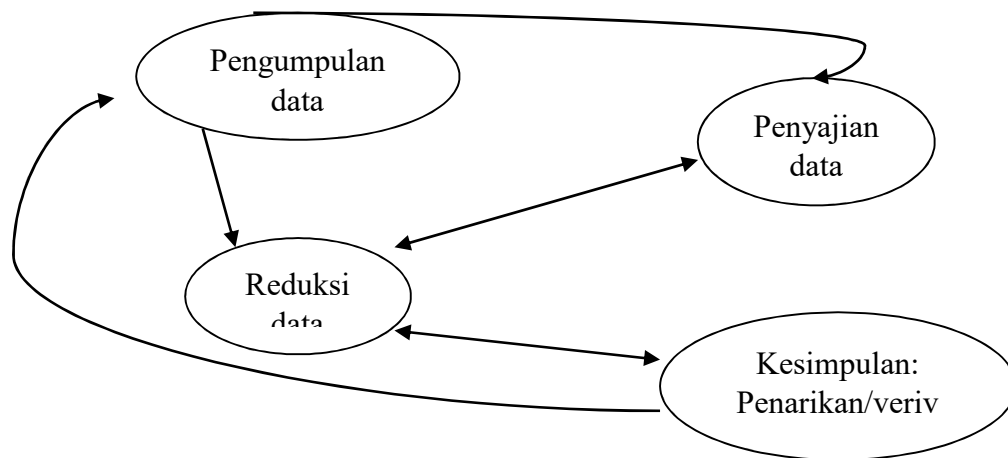 Pengumpulan
data
Penyajian
data
Reduksi
data
Kesimpulan:
Penarikan/veriv